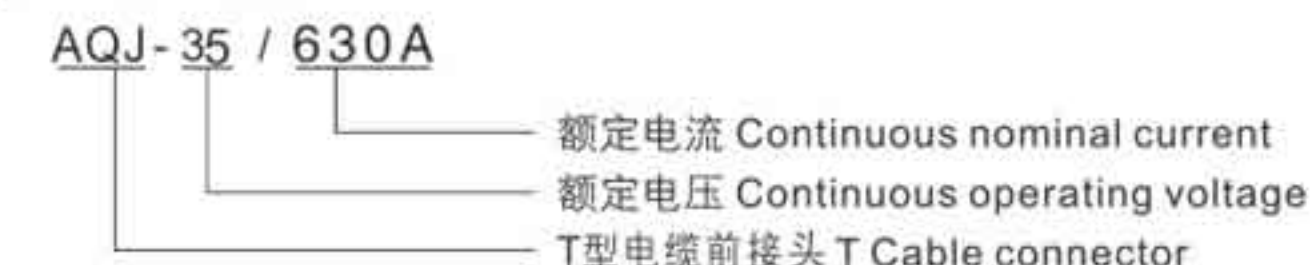 AQJ-35 / 630A
额定电流 Continuous nominal current
额定电压 Continuous operating voltage
T型电缆前接头 T Cable connector